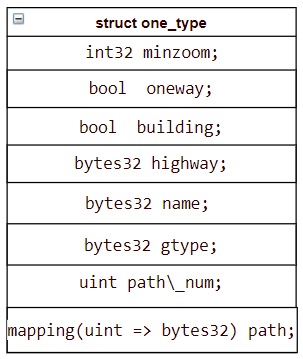 struct one_type
int32 minzoom;
bool  oneway;
bool  building;
bytes32 highway;
bytes32 name;
bytes32 gtype;
uint path\_num;
mapping(uint => bytes32) path;